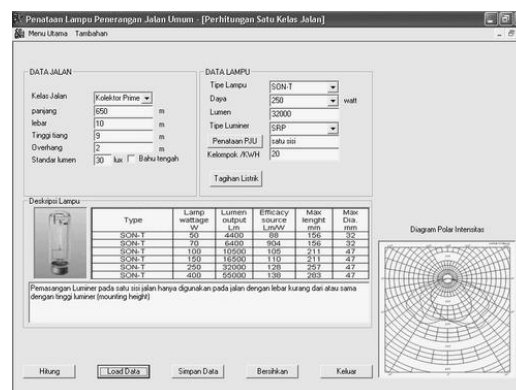 Penataan Lampu Penerangan Jalan Umum - [Perhitungan Satu Kelas Jalan]
Menu Utama Tambahan
DATA JALAN
Kelas Jalan Kolektor Prime
panjang 650 m
lebar 10 m
Tinggi tiang 9 m
Overhang 2 m
Standar lumen 30 lux Bahu tengah
DATA LAMPU
Tipe Lampu SON-T
Daya 250 watt
Lumen 32000
Tipe Luminer SRP
Penataan PJU satu sisi
Kelompok /KWH 20
Tagihan Listrik
Deskripsi Lampu
Type Lamp wattage W Lumen output Lm Efficacy source Lm/W Max lenght mm Max Dia. mm
SON-T 50 4400 88 156 32
SON-T 70 6400 904 156 32
SON-T 100 10500 105 211 47
SON-T 150 16500 110 211 47
SON-T 250 32000 128 257 47
SON-T 400 55000 138 283 47
Pemasangan Luminer pada satu sisi jalan hanya digunakan pada jalan dengan lebar kurang dari atau sama
dengan tinggi luminer (mounting height)
Diagram Polar Intensitas
Hitung Load Data Simpan Data Bersihkan Keluar